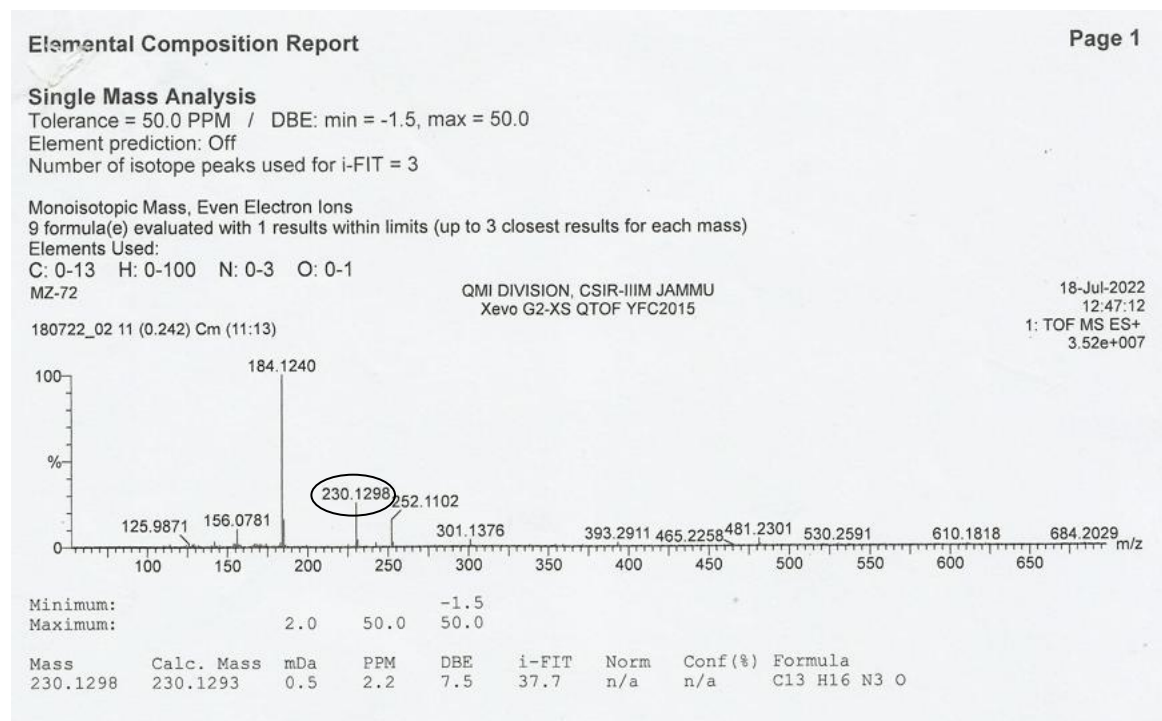 Elemental Composition Report
Page 1
Single Mass Analysis
Tolerance = 50.0 PPM / DBE: min = -1.5, max = 50.0
Element prediction: Off
Number of isotope peaks used for i-FIT = 3
Monoisotopic Mass, Even Electron Ions
9 formula(e) evaluated with 1 results within limits (up to 3 closest results for each mass)
Elements Used:
C: 0-13 H: 0-100 N: 0-3 O: 0-1
MZ-72
QMI DIVISION, CSIR-IIIM JAMMU
18-Jul-2022
Xevo G2-XS QTOF YFC2015
12:47:12
180722_02 11 (0.242) Cm (11:13)
1: TOF MS ES+
3.52e+007
184.1240
100
%
230.1298
252.1102
125.9871
156.0781
301.1376
393.2911
465.2258
481.2301
530.2591
610.1818
684.2029
0
m/z
100 150 200 250 300 350 400 450 500 550 600 650
Minimum: -1.5
Maximum: 2.0 50.0 50.0
Mass Calc. Mass mDa PPM DBE i-FIT Norm Conf(%) Formula
230.1298 230.1293 0.5 2.2 7.5 37.7 n/a n/a C13 H16 N3 O